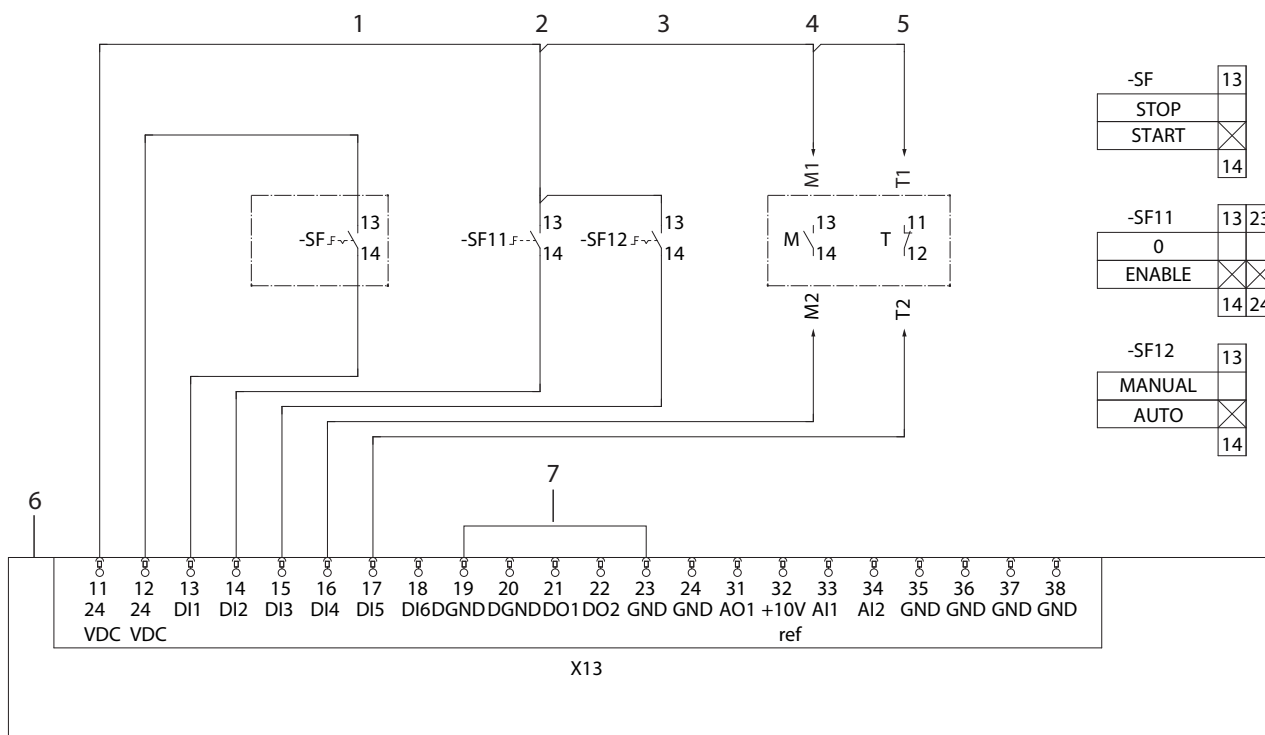 1 2 3 4 5
-SF 13
STOP
START
14
M1 T1
-SF11 13 23
0
ENABLE
14 24
13 13 13 13 11
-SF -SF11 -SF12 M T
14 14 14 14 12
M2 T2
-SF12 13
MANUAL
AUTO
14
7
6
11 12 13 14 15 16 17 18 19 20 21 22 23 24 31 32 33 34 35 36 37 38
24 24 DI1 DI2 DI3 DI4 DI5 DI6 DGND DGND DO1 DO2 GND GND AO1 +10V AI1 AI2 GND GND GND GND
VDC VDC ref
X13